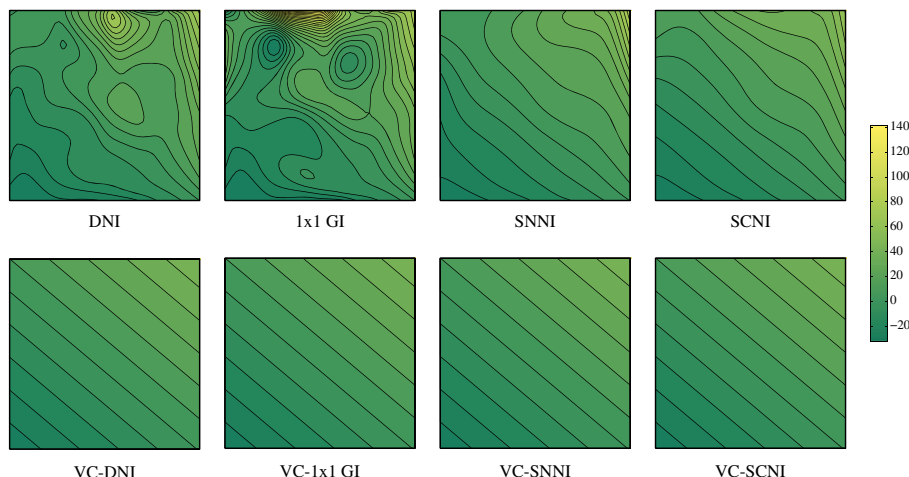 DNI
1x1 GI
SNNI
SCNI
140
120
100
80
60
40
20
0
−20
VC-DNI
VC-1x1 GI
VC-SNNI
VC-SCNI